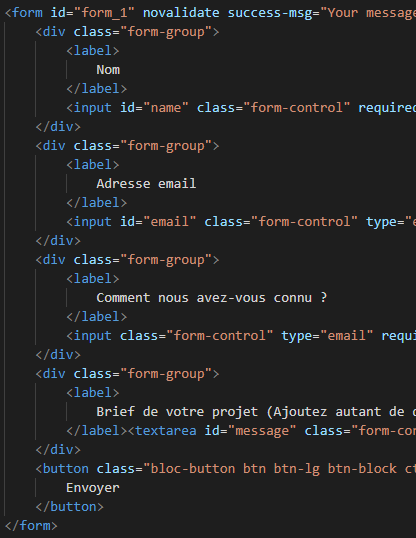 <form id="form_1" novalidate success-msg="Your message
<div class="form-group">
<label>
Nom
</label>
<input id="name" class="form-control" required
</div>
<div class="form-group">
<label>
Adresse email
</label>
<input id="email" class="form-control" type="e
</div>
<div class="form-group">
<label>
Comment nous avez-vous connu ?
</label>
<input class="form-control" type="email" requi
</div>
<div class="form-group">
<label>
Brief de votre projet (Ajoutez autant de d
</label><textarea id="message" class="form-con
</div>
<button class="bloc-button btn btn-lg btn-block ct
Envoyer
</button>
</form>